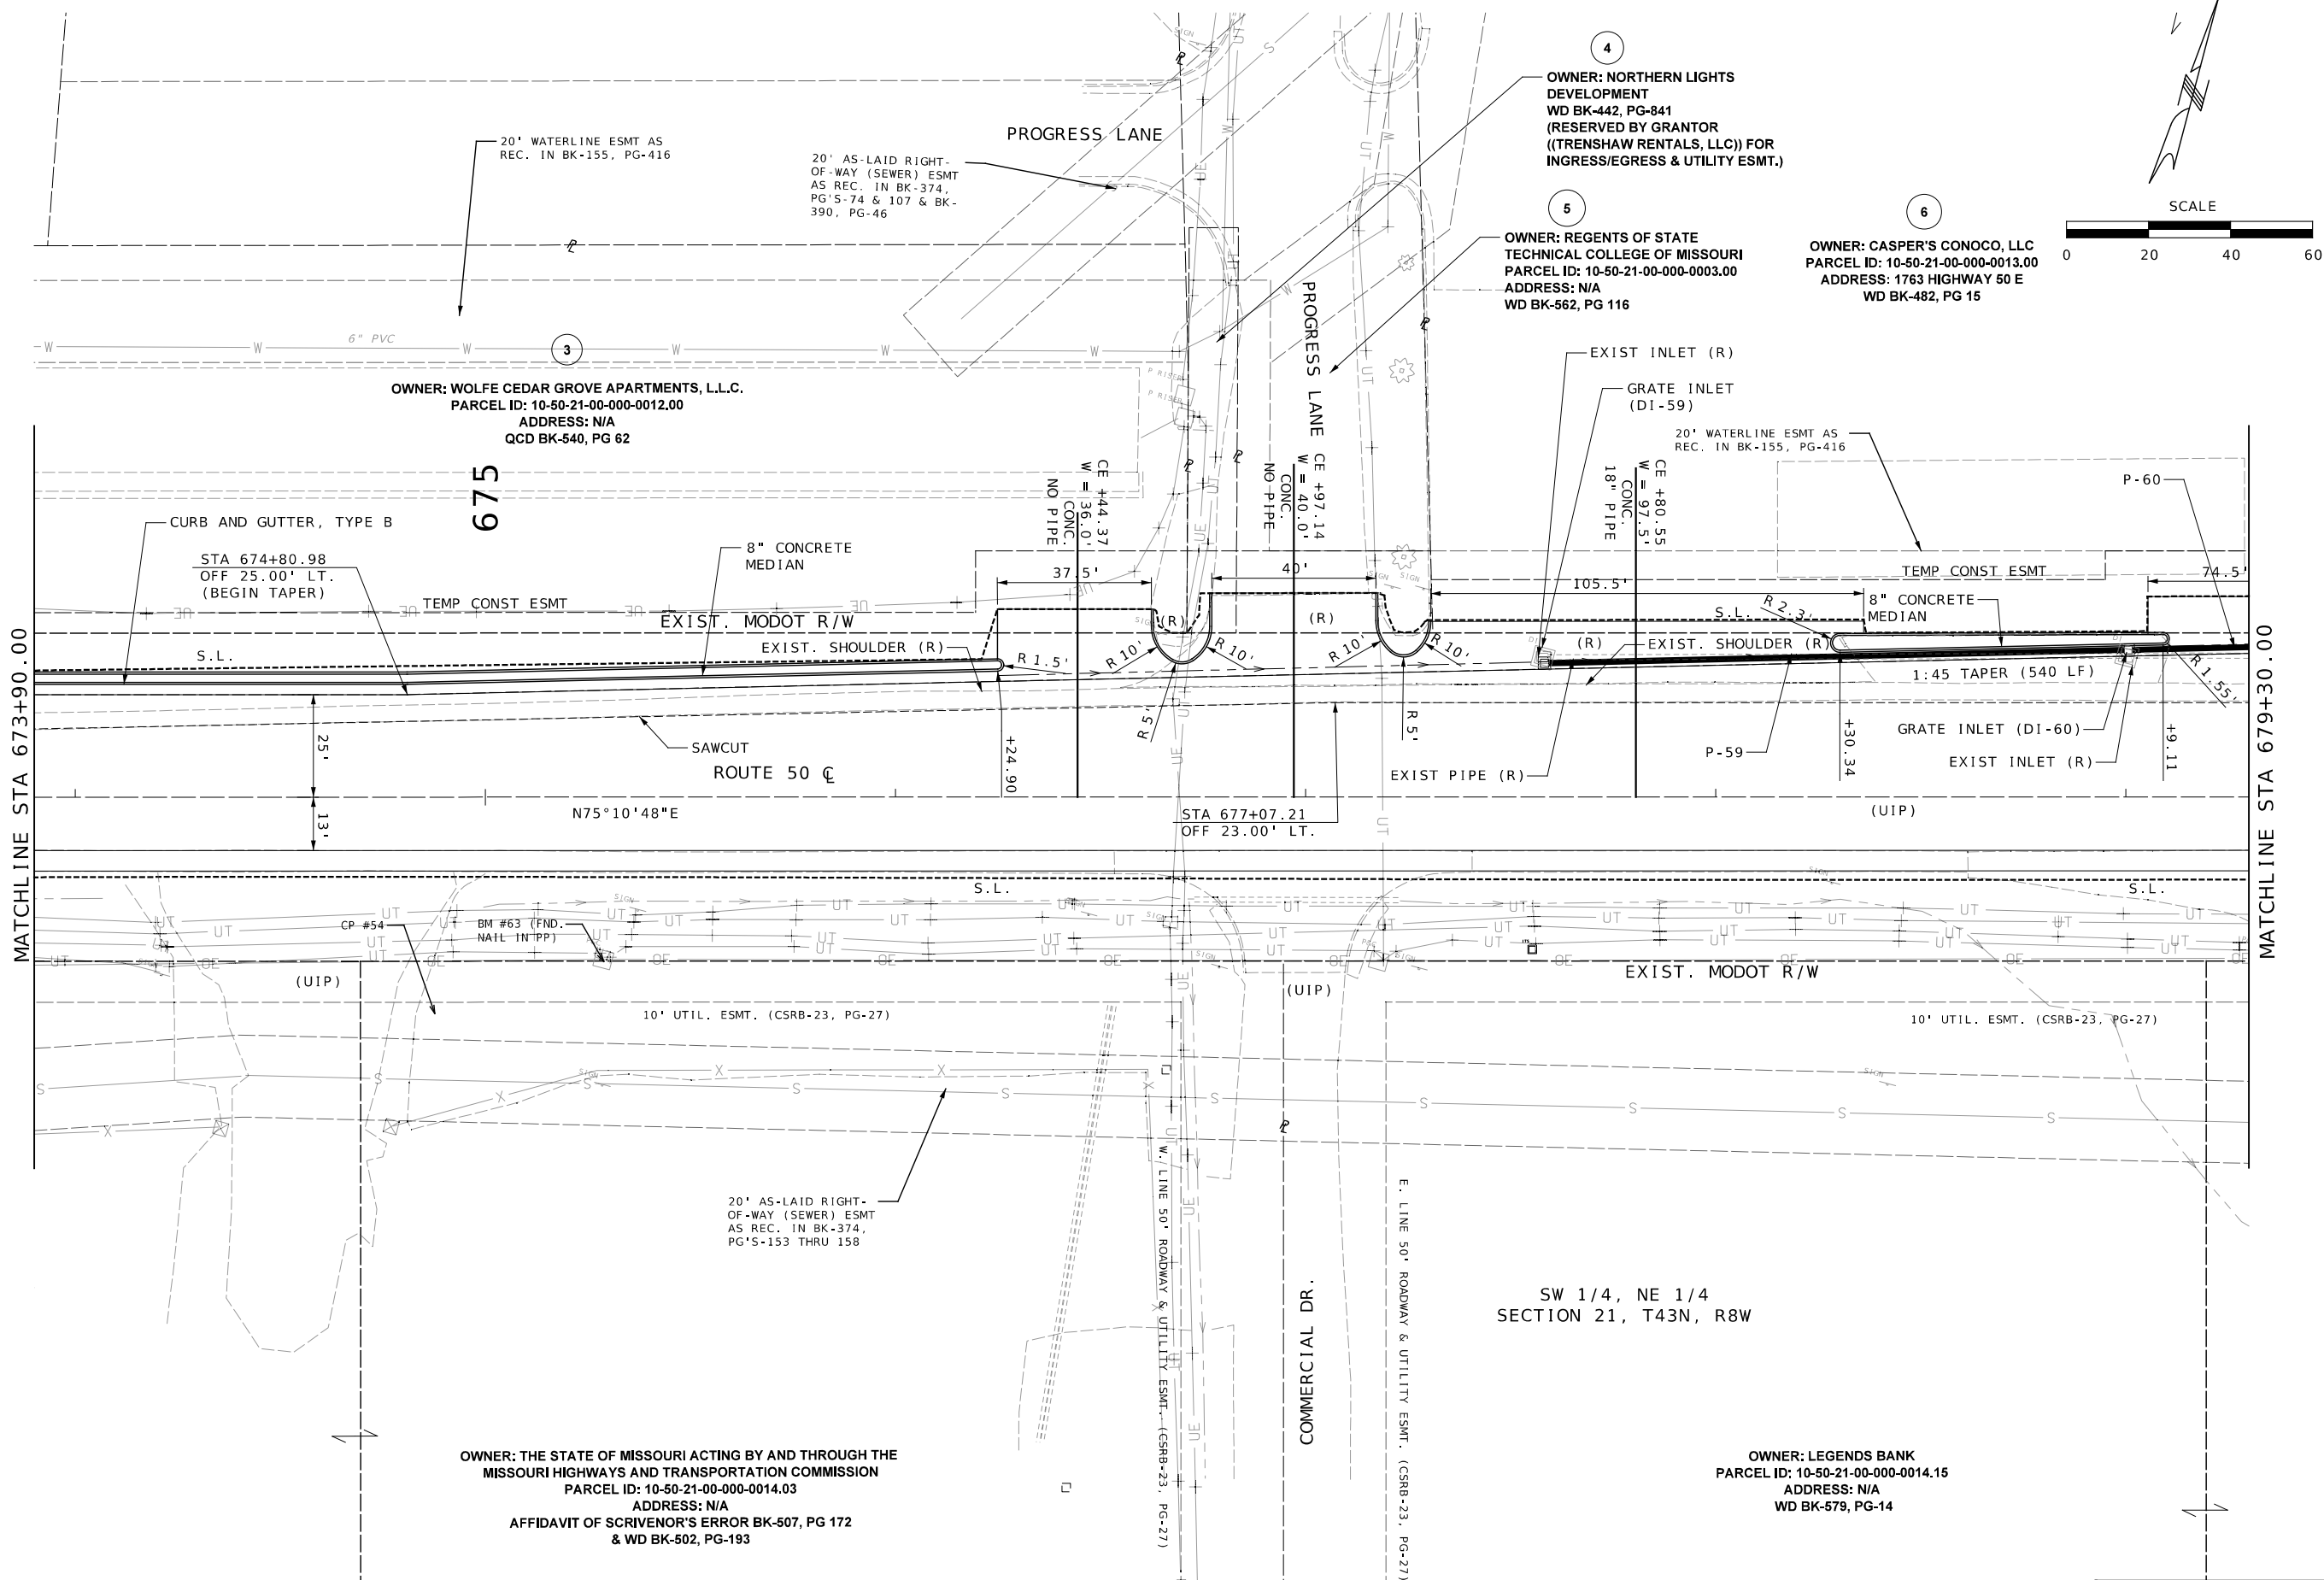 4
OWNER: NORTHERN LIGHTS
DEVELOPMENT
WD BK-442, PG-841
(RESERVED BY GRANTOR
((TRENSHAW RENTALS, LLC)) FOR
INGRESS/EGRESS & UTILITY ESMT.)
20' WATERLINE ESMT AS
REC. IN BK-155, PG-416
PROGRESS LANE
20' AS-LAID RIGHT-
OF-WAY (SEWER) ESMT
AS REC. IN BK-374,
PG'S-74 & 107 & BK-
390, PG-46
5
OWNER: REGENTS OF STATE
TECHNICAL COLLEGE OF MISSOURI
PARCEL ID: 10-50-21-00-000-0003.00
ADDRESS: N/A
WD BK-562, PG 116
6
OWNER: CASPER'S CONOCO, LLC
PARCEL ID: 10-50-21-00-000-0013.00
ADDRESS: 1763 HIGHWAY 50 E
WD BK-482, PG 15
SCALE
0 20 40 60
6" PVC
3
OWNER: WOLFE CEDAR GROVE APARTMENTS, L.L.C.
PARCEL ID: 10-50-21-00-000-0012.00
ADDRESS: N/A
QCD BK-540, PG 62
PROGRESS LANE
P RISER
P RISER
EXIST INLET (R)
GRATE INLET
(DI-59)
20' WATERLINE ESMT AS
REC. IN BK-155, PG-416
P-60
675
CE +44.37
W = 36.0'
CONC.
NO PIPE
CE +97.14
W = 40.0'
CONC.
NO PIPE
CE +80.55
W = 97.5'
CONC.
18" PIPE
CURB AND GUTTER, TYPE B
STA 674+80.98
OFF 25.00' LT.
(BEGIN TAPER)
8" CONCRETE
MEDIAN
37.5'
40'
105.5'
TEMP CONST ESMT
74.5'
TEMP CONST ESMT
EXIST. MODOT R/W
S.L.
EXIST. SHOULDER (R)
R 1.5'
R 10'
(R)
R 10'
(R)
R 10'
R 10'
S.L.
R 2.3'
8" CONCRETE
MEDIAN
(R)
EXIST. SHOULDER (R)
1:45 TAPER (540 LF)
R 1.55'
R 5'
R 5'
MATCHLINE STA 673+90.00
MATCHLINE STA 679+30.00
25'
13'
SAWCUT
ROUTE 50 ℄
+24.90
EXIST PIPE (R)
P-59
+30.34
GRATE INLET (DI-60)
EXIST INLET (R)
+9.11
N75°10'48"E
STA 677+07.21
OFF 23.00' LT.
(UIP)
S.L.
S.L.
CP #54
BM #63 (FND.
NAIL IN PP)
(UIP)
(UIP)
EXIST. MODOT R/W
10' UTIL. ESMT. (CSRB-23, PG-27)
10' UTIL. ESMT. (CSRB-23, PG-27)
20' AS-LAID RIGHT-
OF-WAY (SEWER) ESMT
AS REC. IN BK-374,
PG'S-153 THRU 158
W. LINE 50' ROADWAY & UTILITY ESMT. (CSRB-23, PG-27)
COMMERCIAL DR.
E. LINE 50' ROADWAY & UTILITY ESMT. (CSRB-23, PG-27)
SW 1/4, NE 1/4
SECTION 21, T43N, R8W
OWNER: THE STATE OF MISSOURI ACTING BY AND THROUGH THE
MISSOURI HIGHWAYS AND TRANSPORTATION COMMISSION
PARCEL ID: 10-50-21-00-000-0014.03
ADDRESS: N/A
AFFIDAVIT OF SCRIVENOR'S ERROR BK-507, PG 172
& WD BK-502, PG-193
OWNER: LEGENDS BANK
PARCEL ID: 10-50-21-00-000-0014.15
ADDRESS: N/A
WD BK-579, PG-14